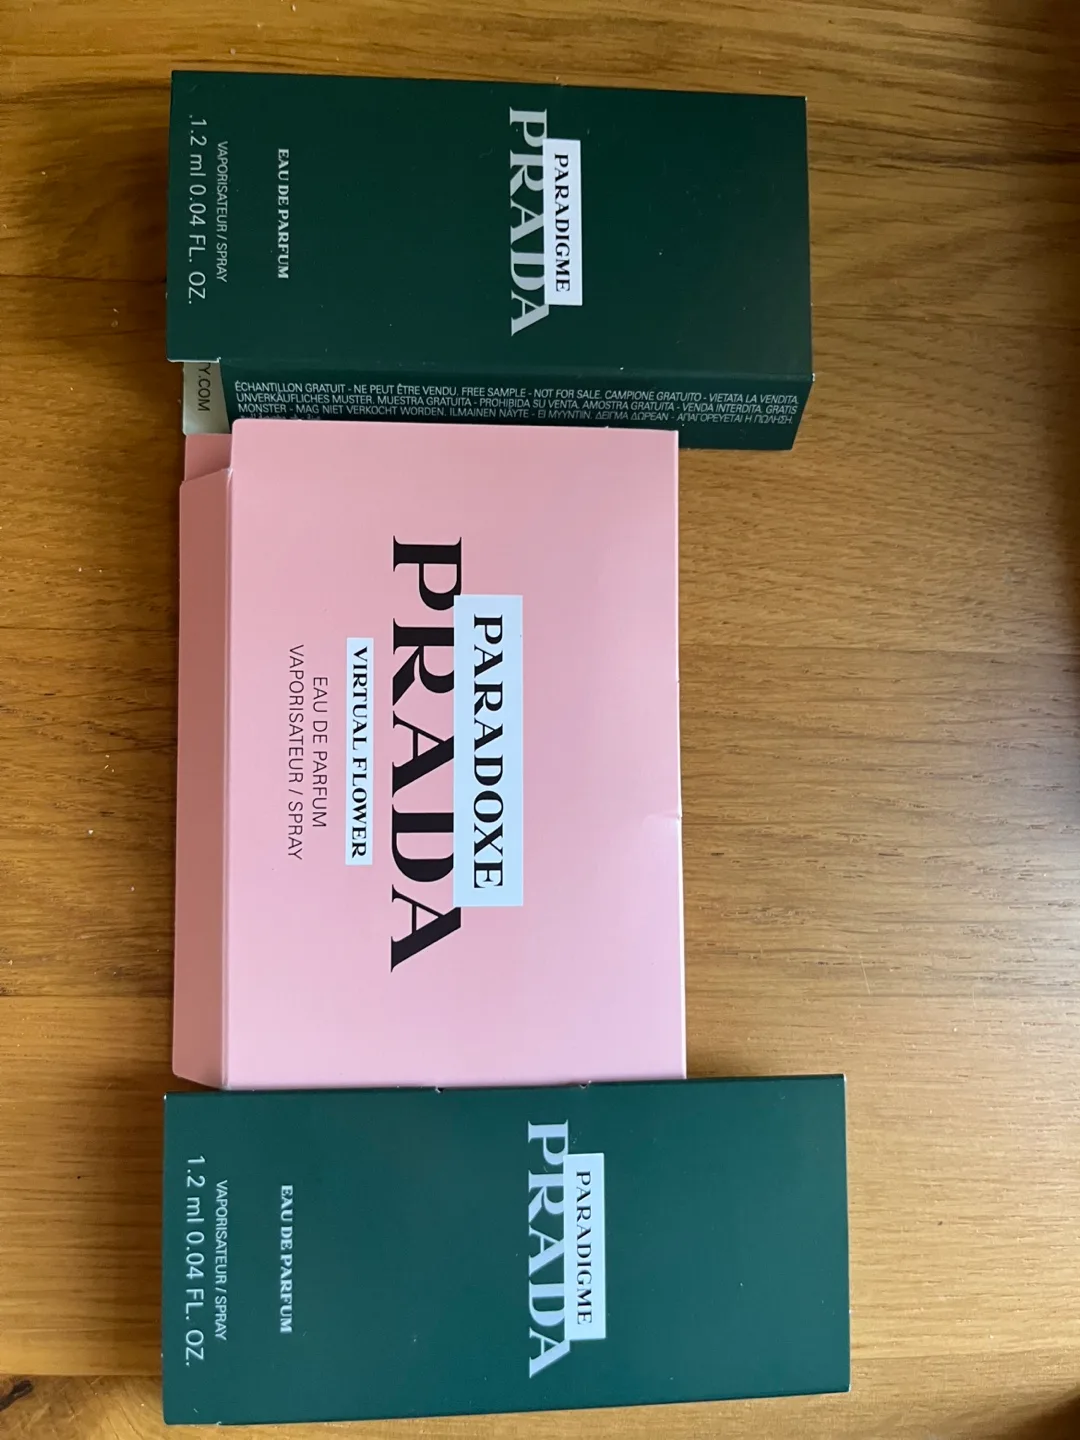 PARADIGME
PRADA
EAU DE PARFUM
VAPORISATEUR / SPRAY
1.2 ml 0.04 FL. OZ.
Y.COM
ÉCHANTILLON GRATUIT - NE PEUT ÊTRE VENDU. FREE SAMPLE - NOT FOR SALE. CAMPIONE GRATUITO - VIETATA LA VENDITA.
UNVERKÄUFLICHES MUSTER. MUESTRA GRATUITA - PROHIBIDA SU VENTA. AMOSTRA GRATUITA - VENDA INTERDITA. GRATIS
MONSTER - MAG NIET VERKOCHT WORDEN. ILMAINEN NÄYTE - EI MYYNTIIN. ΔΕΙΓΜΑ ΔΩΡΕΑΝ - ΑΠΑΓΟΡΕΥΕΤΑΙ Η ΠΩΛΗΣΗ.
PARADOXE
PRADA
VIRTUAL FLOWER
EAU DE PARFUM
VAPORISATEUR / SPRAY
PARADIGME
PRADA
EAU DE PARFUM
VAPORISATEUR / SPRAY
1.2 ml 0.04 FL. OZ.